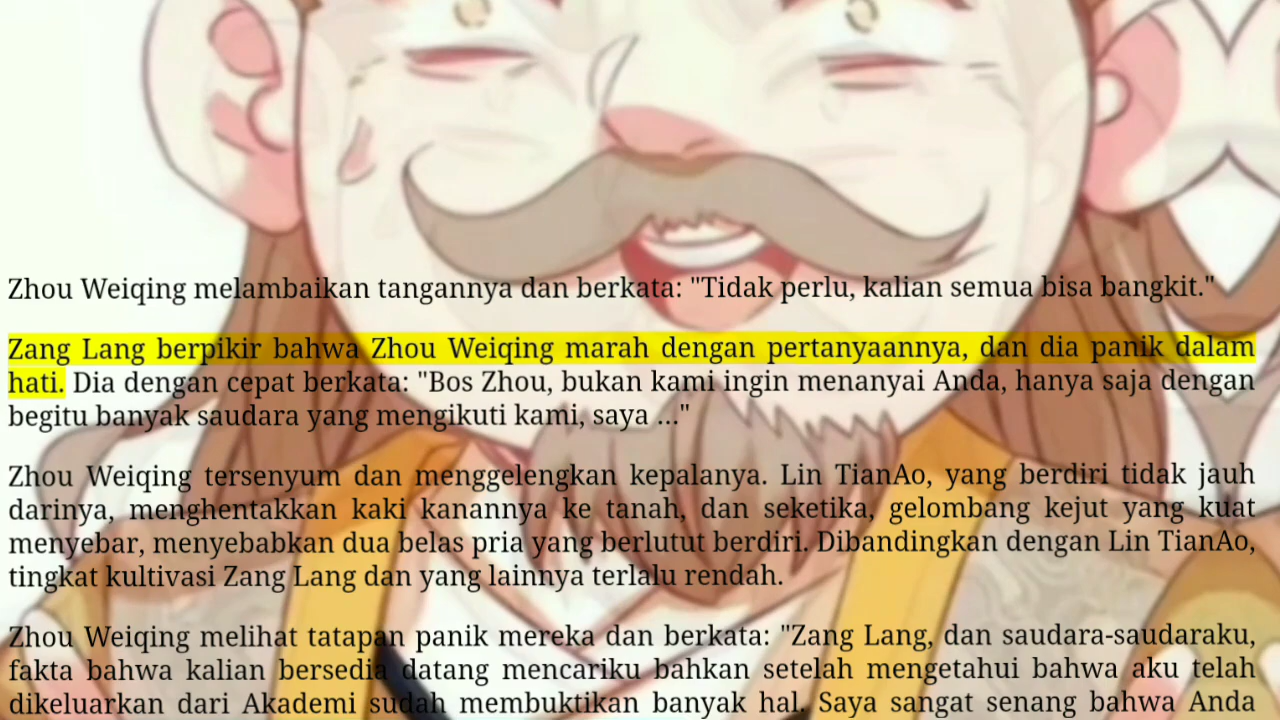 Zhou Weiqing melambaikan tangannya dan berkata: "Tidak perlu, kalian semua bisa bangkit."
Zang Lang berpikir bahwa Zhou Weiqing marah dengan pertanyaannya, dan dia panik dalam
hati. Dia dengan cepat berkata: "Bos Zhou, bukan kami ingin menanyai Anda, hanya saja dengan
begitu banyak saudara yang mengikuti kami, saya ..."
Zhou Weiqing tersenyum dan menggelengkan kepalanya. Lin TianAo, yang berdiri tidak jauh
darinya, menghentakkan kaki kanannya ke tanah, dan seketika, gelombang kejut yang kuat
menyebar, menyebabkan dua belas pria yang berlutut berdiri. Dibandingkan dengan Lin TianAo,
tingkat kultivasi Zang Lang dan yang lainnya terlalu rendah.
Zhou Weiqing melihat tatapan panik mereka dan berkata: "Zang Lang, dan saudara-saudaraku,
fakta bahwa kalian bersedia datang mencariku bahkan setelah mengetahui bahwa aku telah
dikeluarkan dari Akademi sudah membuktikan banyak hal. Saya sangat senang bahwa Anda